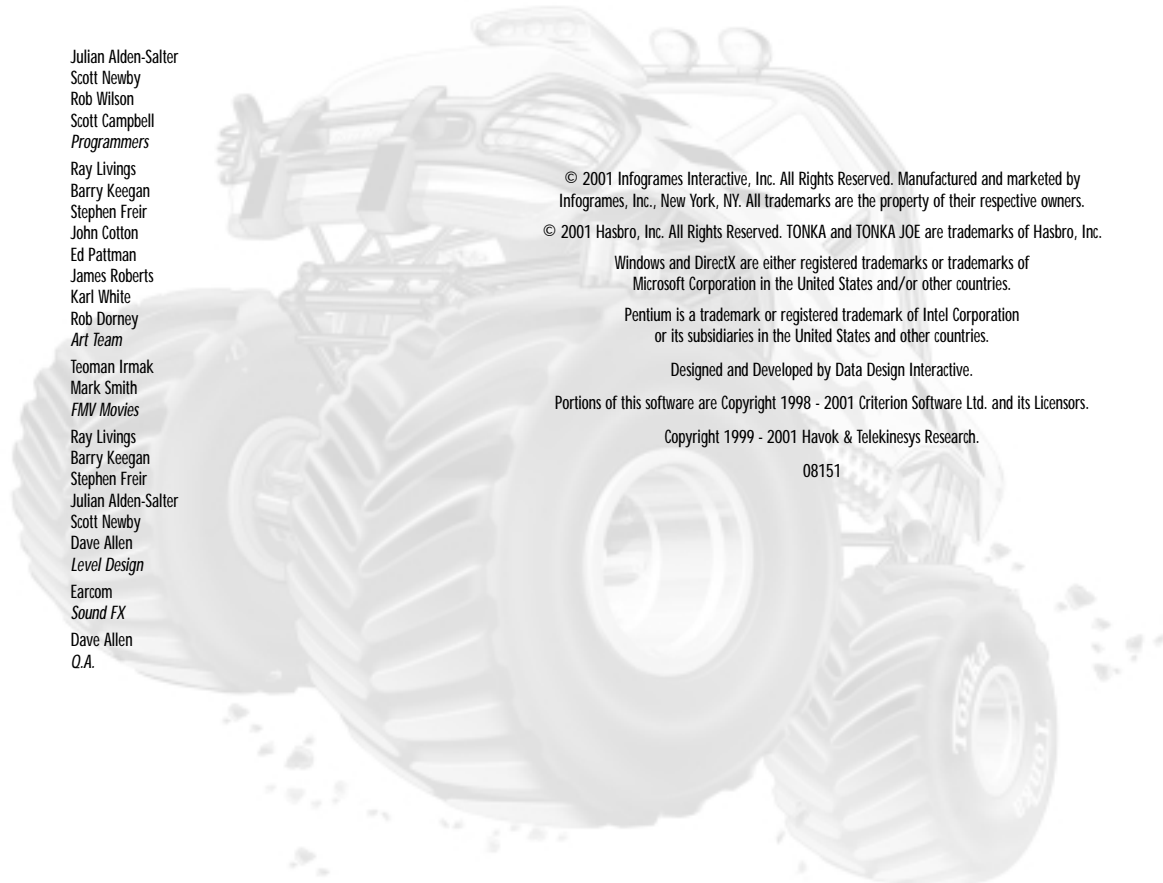 Julian Alden-Salter
Scott Newby
Rob Wilson
Scott Campbell
Programmers
Ray Livings
Barry Keegan
Stephen Freir
John Cotton
Ed Pattman
James Roberts
Karl White
Rob Dorney
Art Team
Teoman Irmak
Mark Smith
FMV Movies
Ray Livings
Barry Keegan
Stephen Freir
Julian Alden-Salter
Scott Newby
Dave Allen
Level Design
Earcom
Sound FX
Dave Allen
Q.A.
© 2001 Infogrames Interactive, Inc. All Rights Reserved. Manufactured and marketed by
Infogrames, Inc., New York, NY. All trademarks are the property of their respective owners.
© 2001 Hasbro, Inc. All Rights Reserved. TONKA and TONKA JOE are trademarks of Hasbro, Inc.
Windows and DirectX are either registered trademarks or trademarks of
Microsoft Corporation in the United States and/or other countries.
Pentium is a trademark or registered trademark of Intel Corporation
or its subsidiaries in the United States and other countries.
Designed and Developed by Data Design Interactive.
Portions of this software are Copyright 1998 - 2001 Criterion Software Ltd. and its Licensors.
Copyright 1999 - 2001 Havok & Telekinesys Research.
08151
Tonka
Tonka